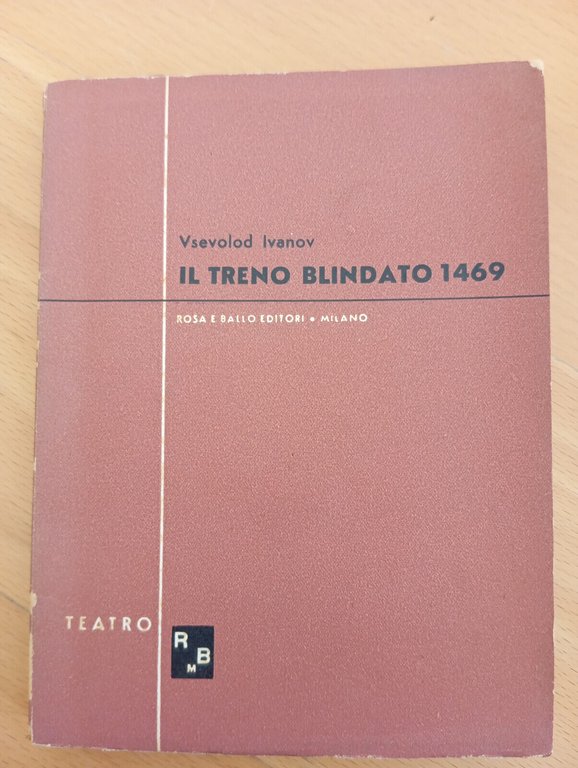 Vsevolod Ivanov
IL TRENO BLINDATO 1469
ROSA E BALLO EDITORI • MILANO
TEATRO
R
B
M